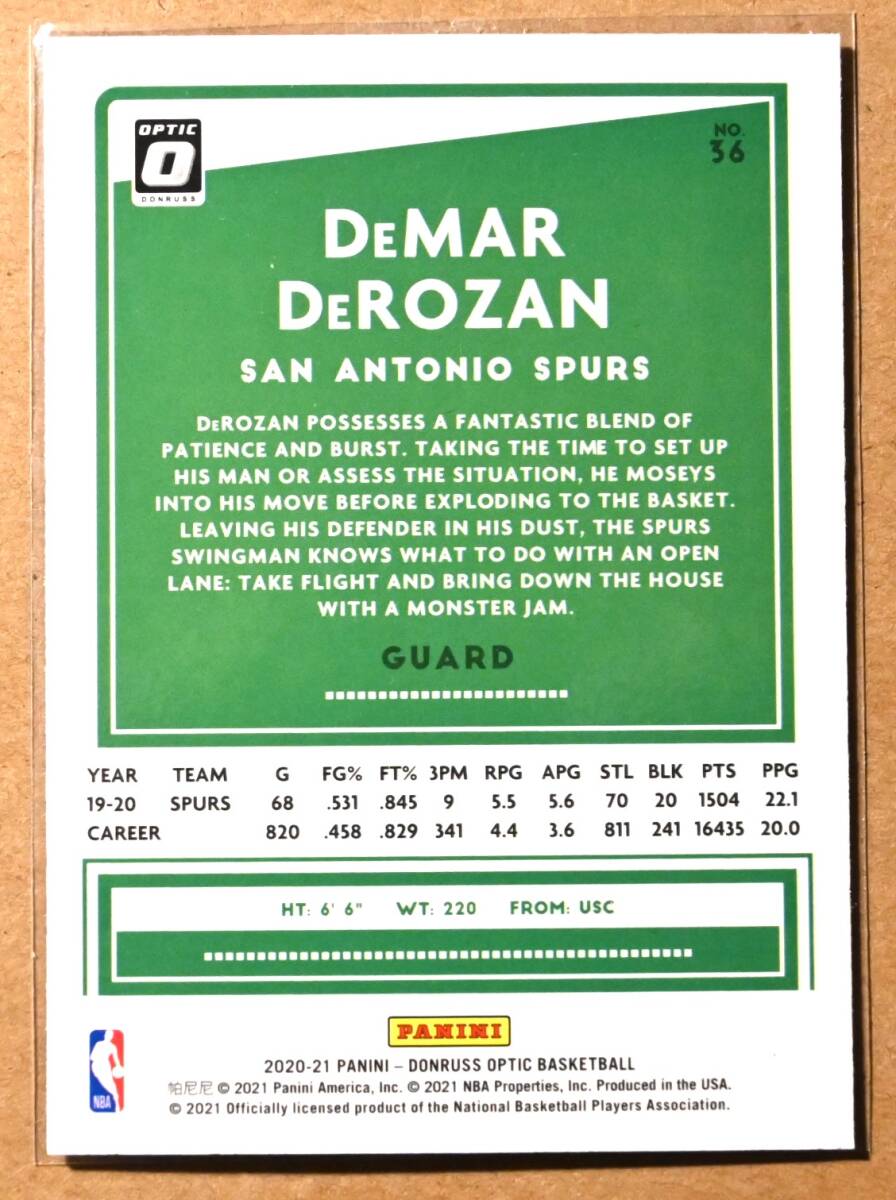 OPTIC
O
DONRUSS
NO.
36
DeMAR
DeROZAN
SAN ANTONIO SPURS
DeROZAN POSSESSES A FANTASTIC BLEND OF
PATIENCE AND BURST. TAKING THE TIME TO SET UP
HIS MAN OR ASSESS THE SITUATION, HE MOSEYS
INTO HIS MOVE BEFORE EXPLODING TO THE BASKET.
LEAVING HIS DEFENDER IN HIS DUST, THE SPURS
SWINGMAN KNOWS WHAT TO DO WITH AN OPEN
LANE: TAKE FLIGHT AND BRING DOWN THE HOUSE
WITH A MONSTER JAM.
GUARD
YEAR TEAM G FG% FT% 3PM RPG APG STL BLK PTS PPG
19-20 SPURS 68 .531 .845 9 5.5 5.6 70 20 1504 22.1
CAREER 820 .458 .829 341 4.4 3.6 811 241 16435 20.0
HT: 6' 6" WT: 220 FROM: USC
PANINI
2020-21 PANINI – DONRUSS OPTIC BASKETBALL
帕尼尼 © 2021 Panini America, Inc. © 2021 NBA Properties, Inc. Produced in the USA.
© 2021 Officially licensed product of the National Basketball Players Association.
NBA